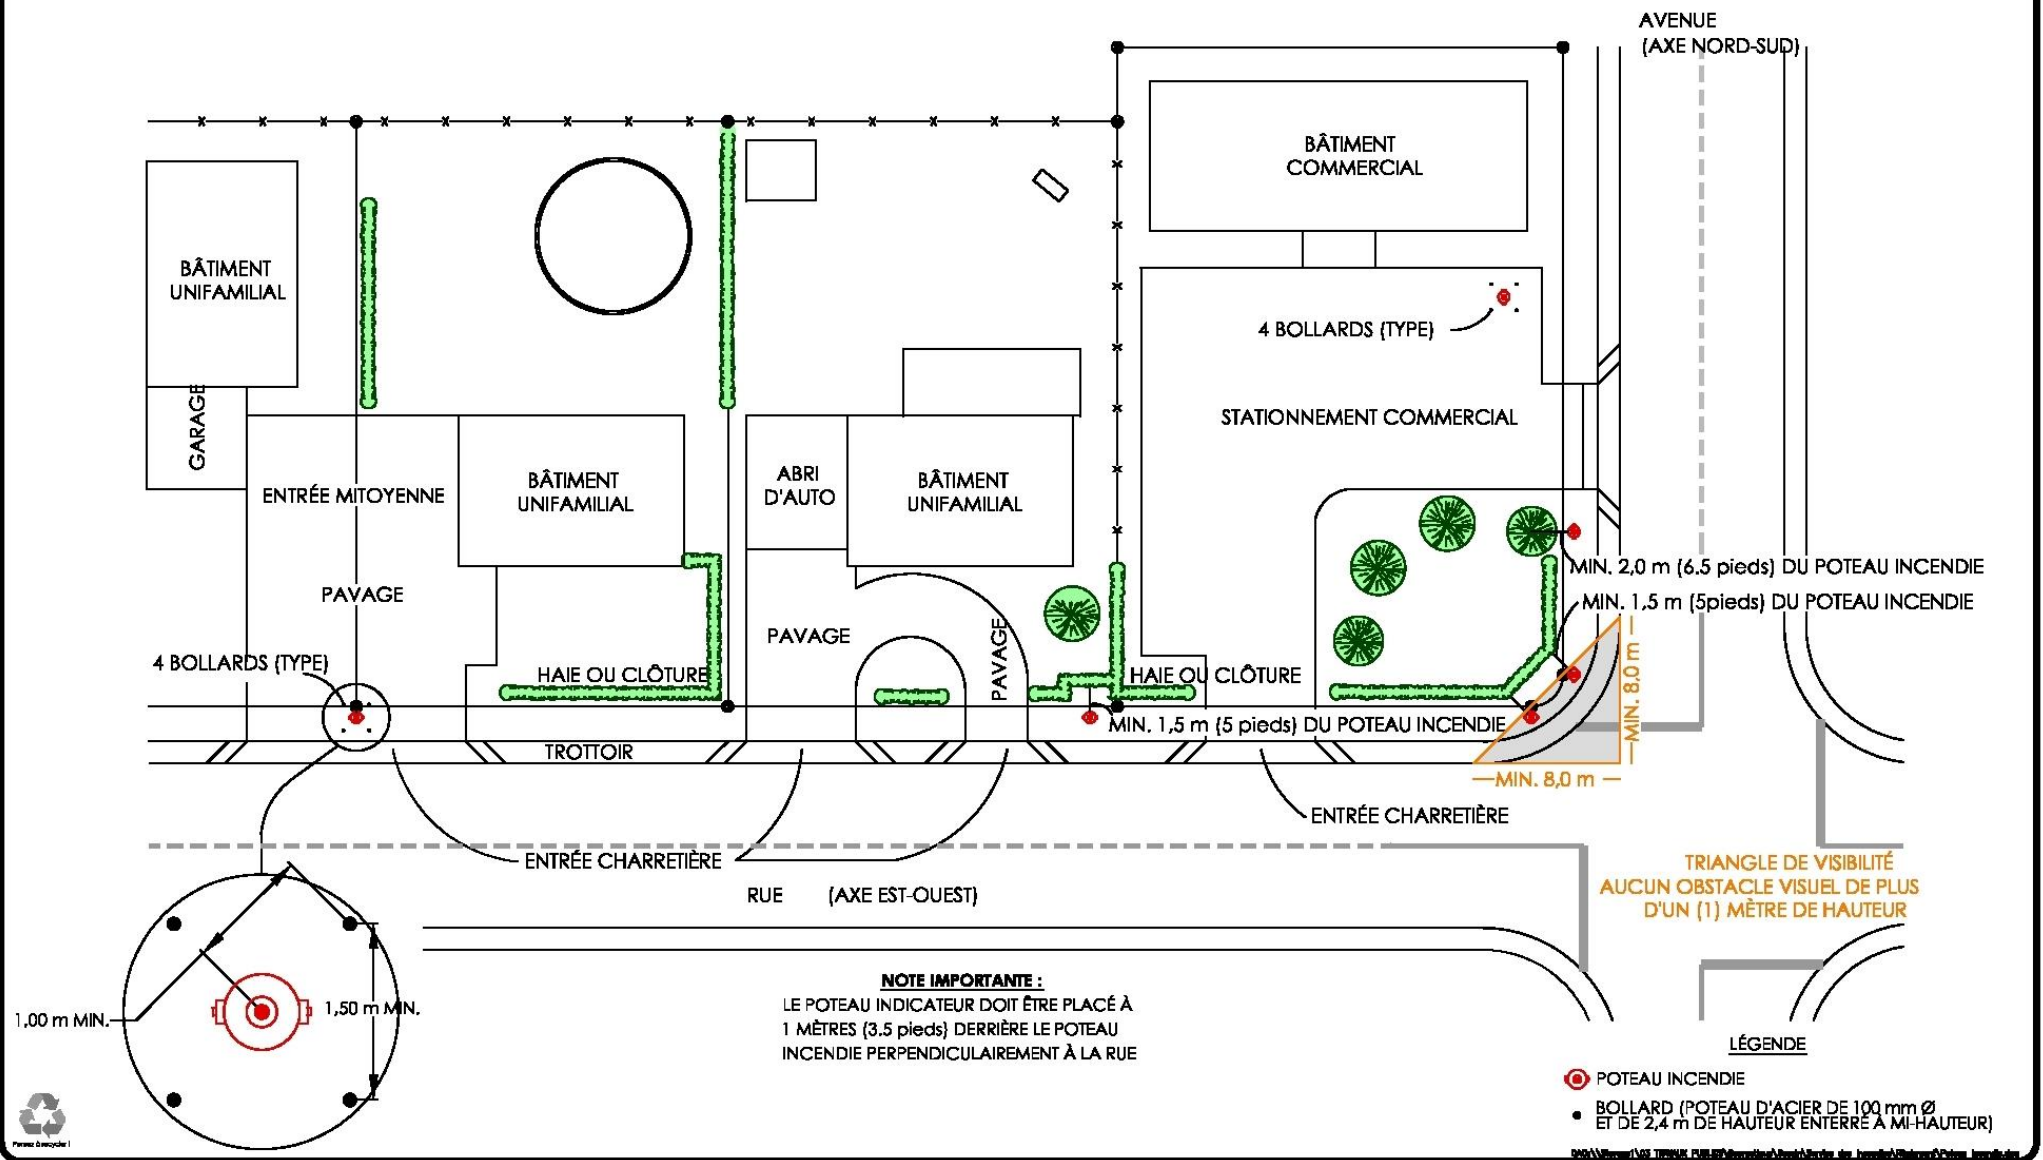 AVENUE
(AXE NORD-SUD)
BÂTIMENT
COMMERCIAL
BÂTIMENT
UNIFAMILIAL
4 BOLLARDS (TYPE)
GARAGE
STATIONNEMENT COMMERCIAL
ENTRÉE MITOYENNE
BÂTIMENT
UNIFAMILIAL
ABRI
D'AUTO
BÂTIMENT
UNIFAMILIAL
MIN. 2,0 m (6.5 pieds) DU POTEAU INCENDIE
PAVAGE
MIN. 1,5 m (5pieds) DU POTEAU INCENDIE
PAVAGE
PAVAGE
4 BOLLARDS (TYPE)
HAIE OU CLÔTURE
HAIE OU CLÔTURE
MIN. 8,0 m
MIN. 1,5 m (5 pieds) DU POTEAU INCENDIE
TROTTOIR
MIN. 8,0 m
ENTRÉE CHARRETIÈRE
ENTRÉE CHARRETIÈRE
TRIANGLE DE VISIBILITÉ
AUCUN OBSTACLE VISUEL DE PLUS
D'UN (1) MÈTRE DE HAUTEUR
RUE (AXE EST-OUEST)
NOTE IMPORTANTE :
LE POTEAU INDICATEUR DOIT ÊTRE PLACÉ À
1 MÈTRES (3.5 pieds) DERRIÈRE LE POTEAU
INCENDIE PERPENDICULAIREMENT À LA RUE
1,50 m MIN.
1,00 m MIN.
LÉGENDE
POTEAU INCENDIE
BOLLARD (POTEAU D'ACIER DE 100 mm Ø
ET DE 2,4 m DE HAUTEUR ENTERRÉ À MI-HAUTEUR)